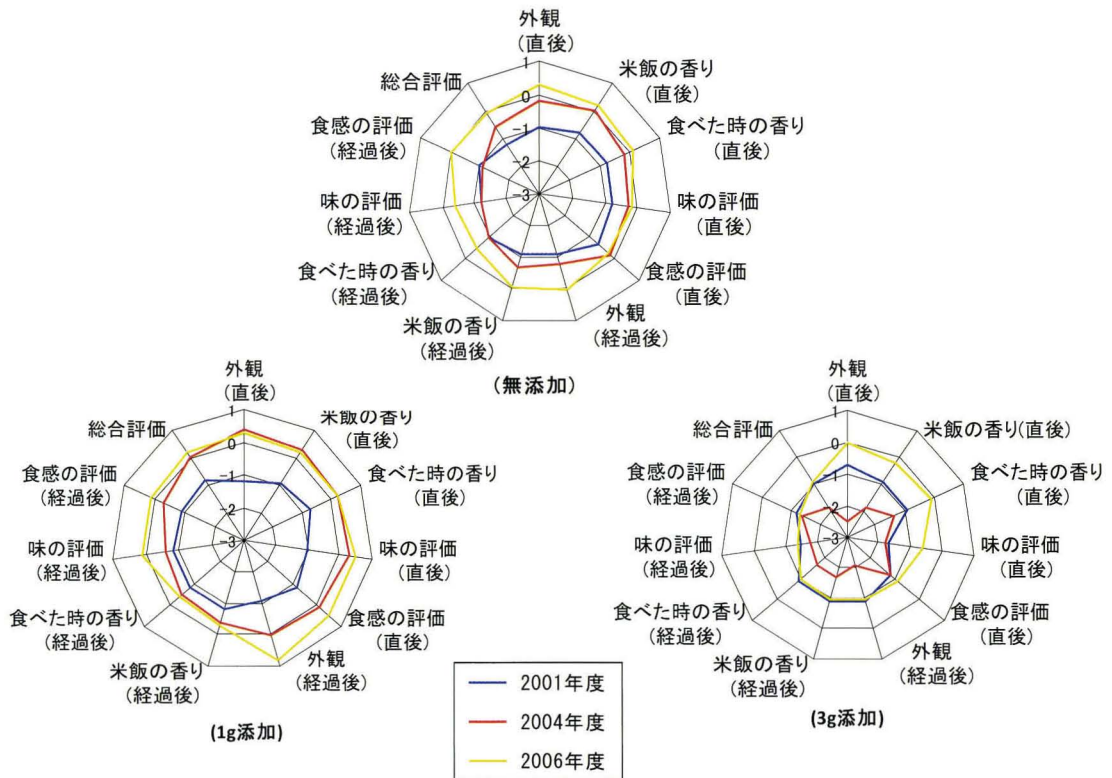 外観
(直後)
米飯の香り
(直後)
食べた時の香り
(直後)
味の評価
(直後)
食感の評価
(直後)
外観
(経過後)
米飯の香り
(経過後)
食べた時の香り
(経過後)
味の評価
(経過後)
食感の評価
(経過後)
総合評価
1
0
-1
-2
-3
(無添加)
外観
(直後)
米飯の香り
(直後)
食べた時の香り
(直後)
味の評価
(直後)
食感の評価
(直後)
外観
(経過後)
米飯の香り
(経過後)
食べた時の香り
(経過後)
味の評価
(経過後)
食感の評価
(経過後)
総合評価
1
0
-1
-2
-3
(1g添加)
外観
(直後)
米飯の香り(直後)
食べた時の香り
(直後)
味の評価
(直後)
食感の評価
(直後)
外観
(経過後)
米飯の香り
(経過後)
食べた時の香り
(経過後)
味の評価
(経過後)
食感の評価
(経過後)
総合評価
1
0
-1
-2
-3
(3g添加)
2001年度
2004年度
2006年度